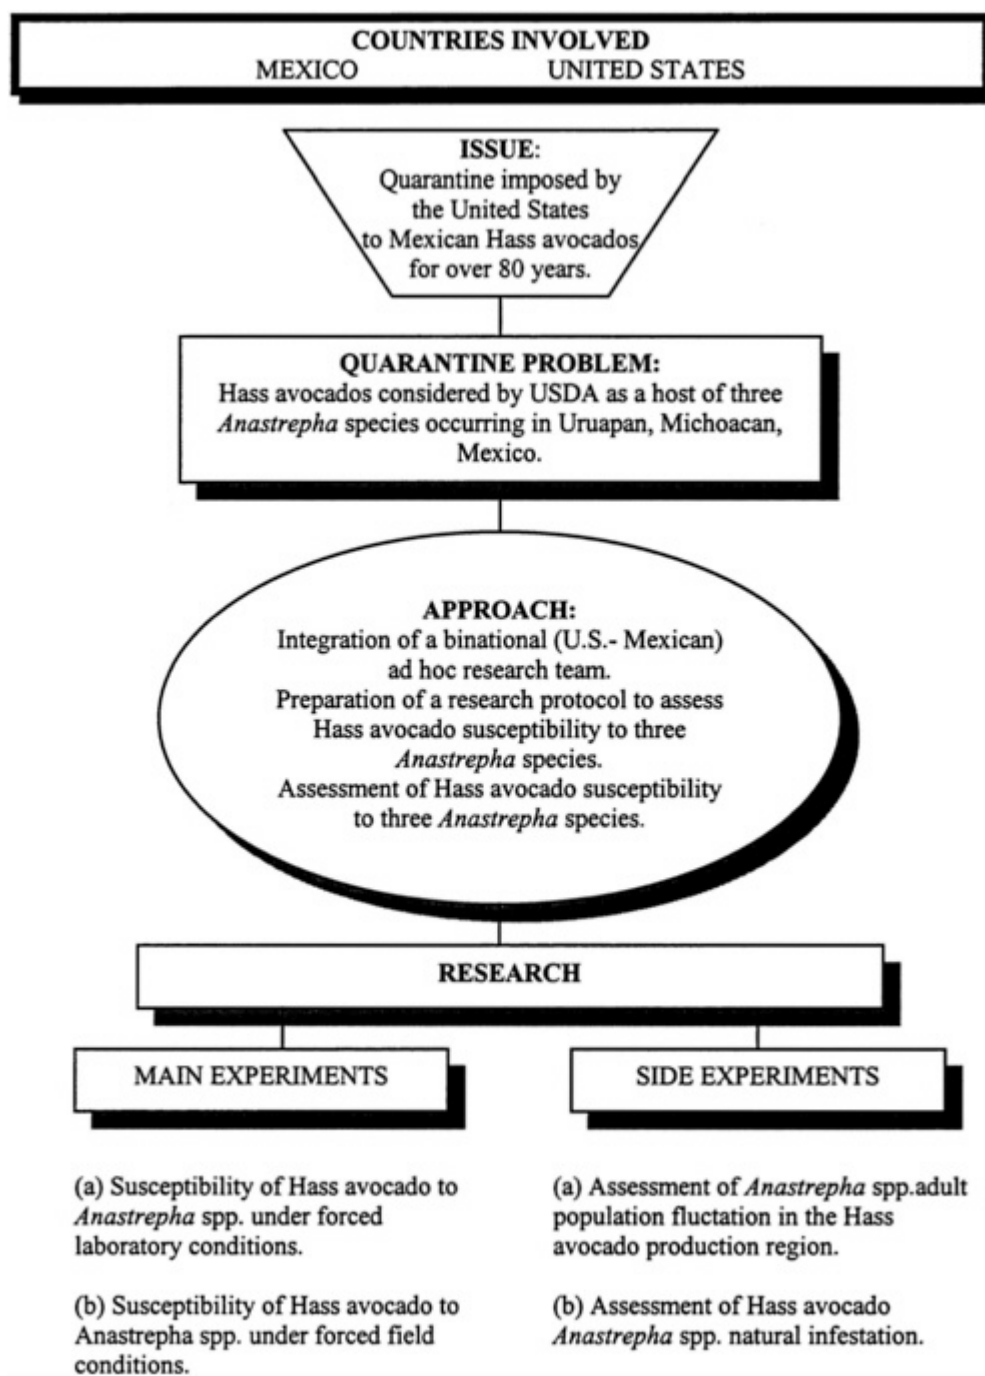 COUNTRIES INVOLVED
MEXICO UNITED STATES
ISSUE:
Quarantine imposed by
the United States
to Mexican Hass avocados
for over 80 years.
QUARANTINE PROBLEM:
Hass avocados considered by USDA as a host of three
Anastrepha species occurring in Uruapan, Michoacan,
Mexico.
APPROACH:
Integration of a binational (U.S.- Mexican)
ad hoc research team.
Preparation of a research protocol to assess
Hass avocado susceptibility to three
Anastrepha species.
Assessment of Hass avocado susceptibility
to three Anastrepha species.
RESEARCH
MAIN EXPERIMENTS
(a) Susceptibility of Hass avocado to
Anastrepha spp. under forced
laboratory conditions.
(b) Susceptibility of Hass avocado to
Anastrepha spp. under forced field
conditions.
SIDE EXPERIMENTS
(a) Assessment of Anastrepha spp.adult
population fluctation in the Hass
avocado production region.
(b) Assessment of Hass avocado
Anastrepha spp. natural infestation.